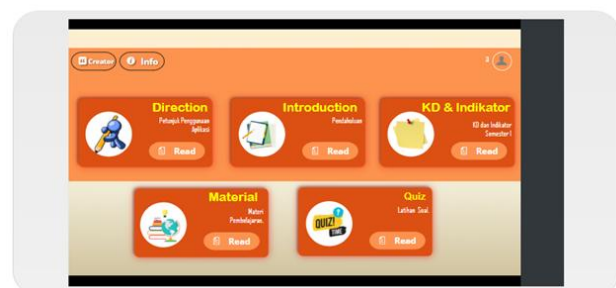 Creator
Info
Direction
Petunjuk Penggunaan
Aplikasi
Read
Introduction
Pendahuluan
Read
KD & Indikator
KD dan Indikator
Semester 1
Read
Material
Materi
Pembelajaran.
Read
QUIZ!
TIME
Quiz
Latihan Soal.
Read